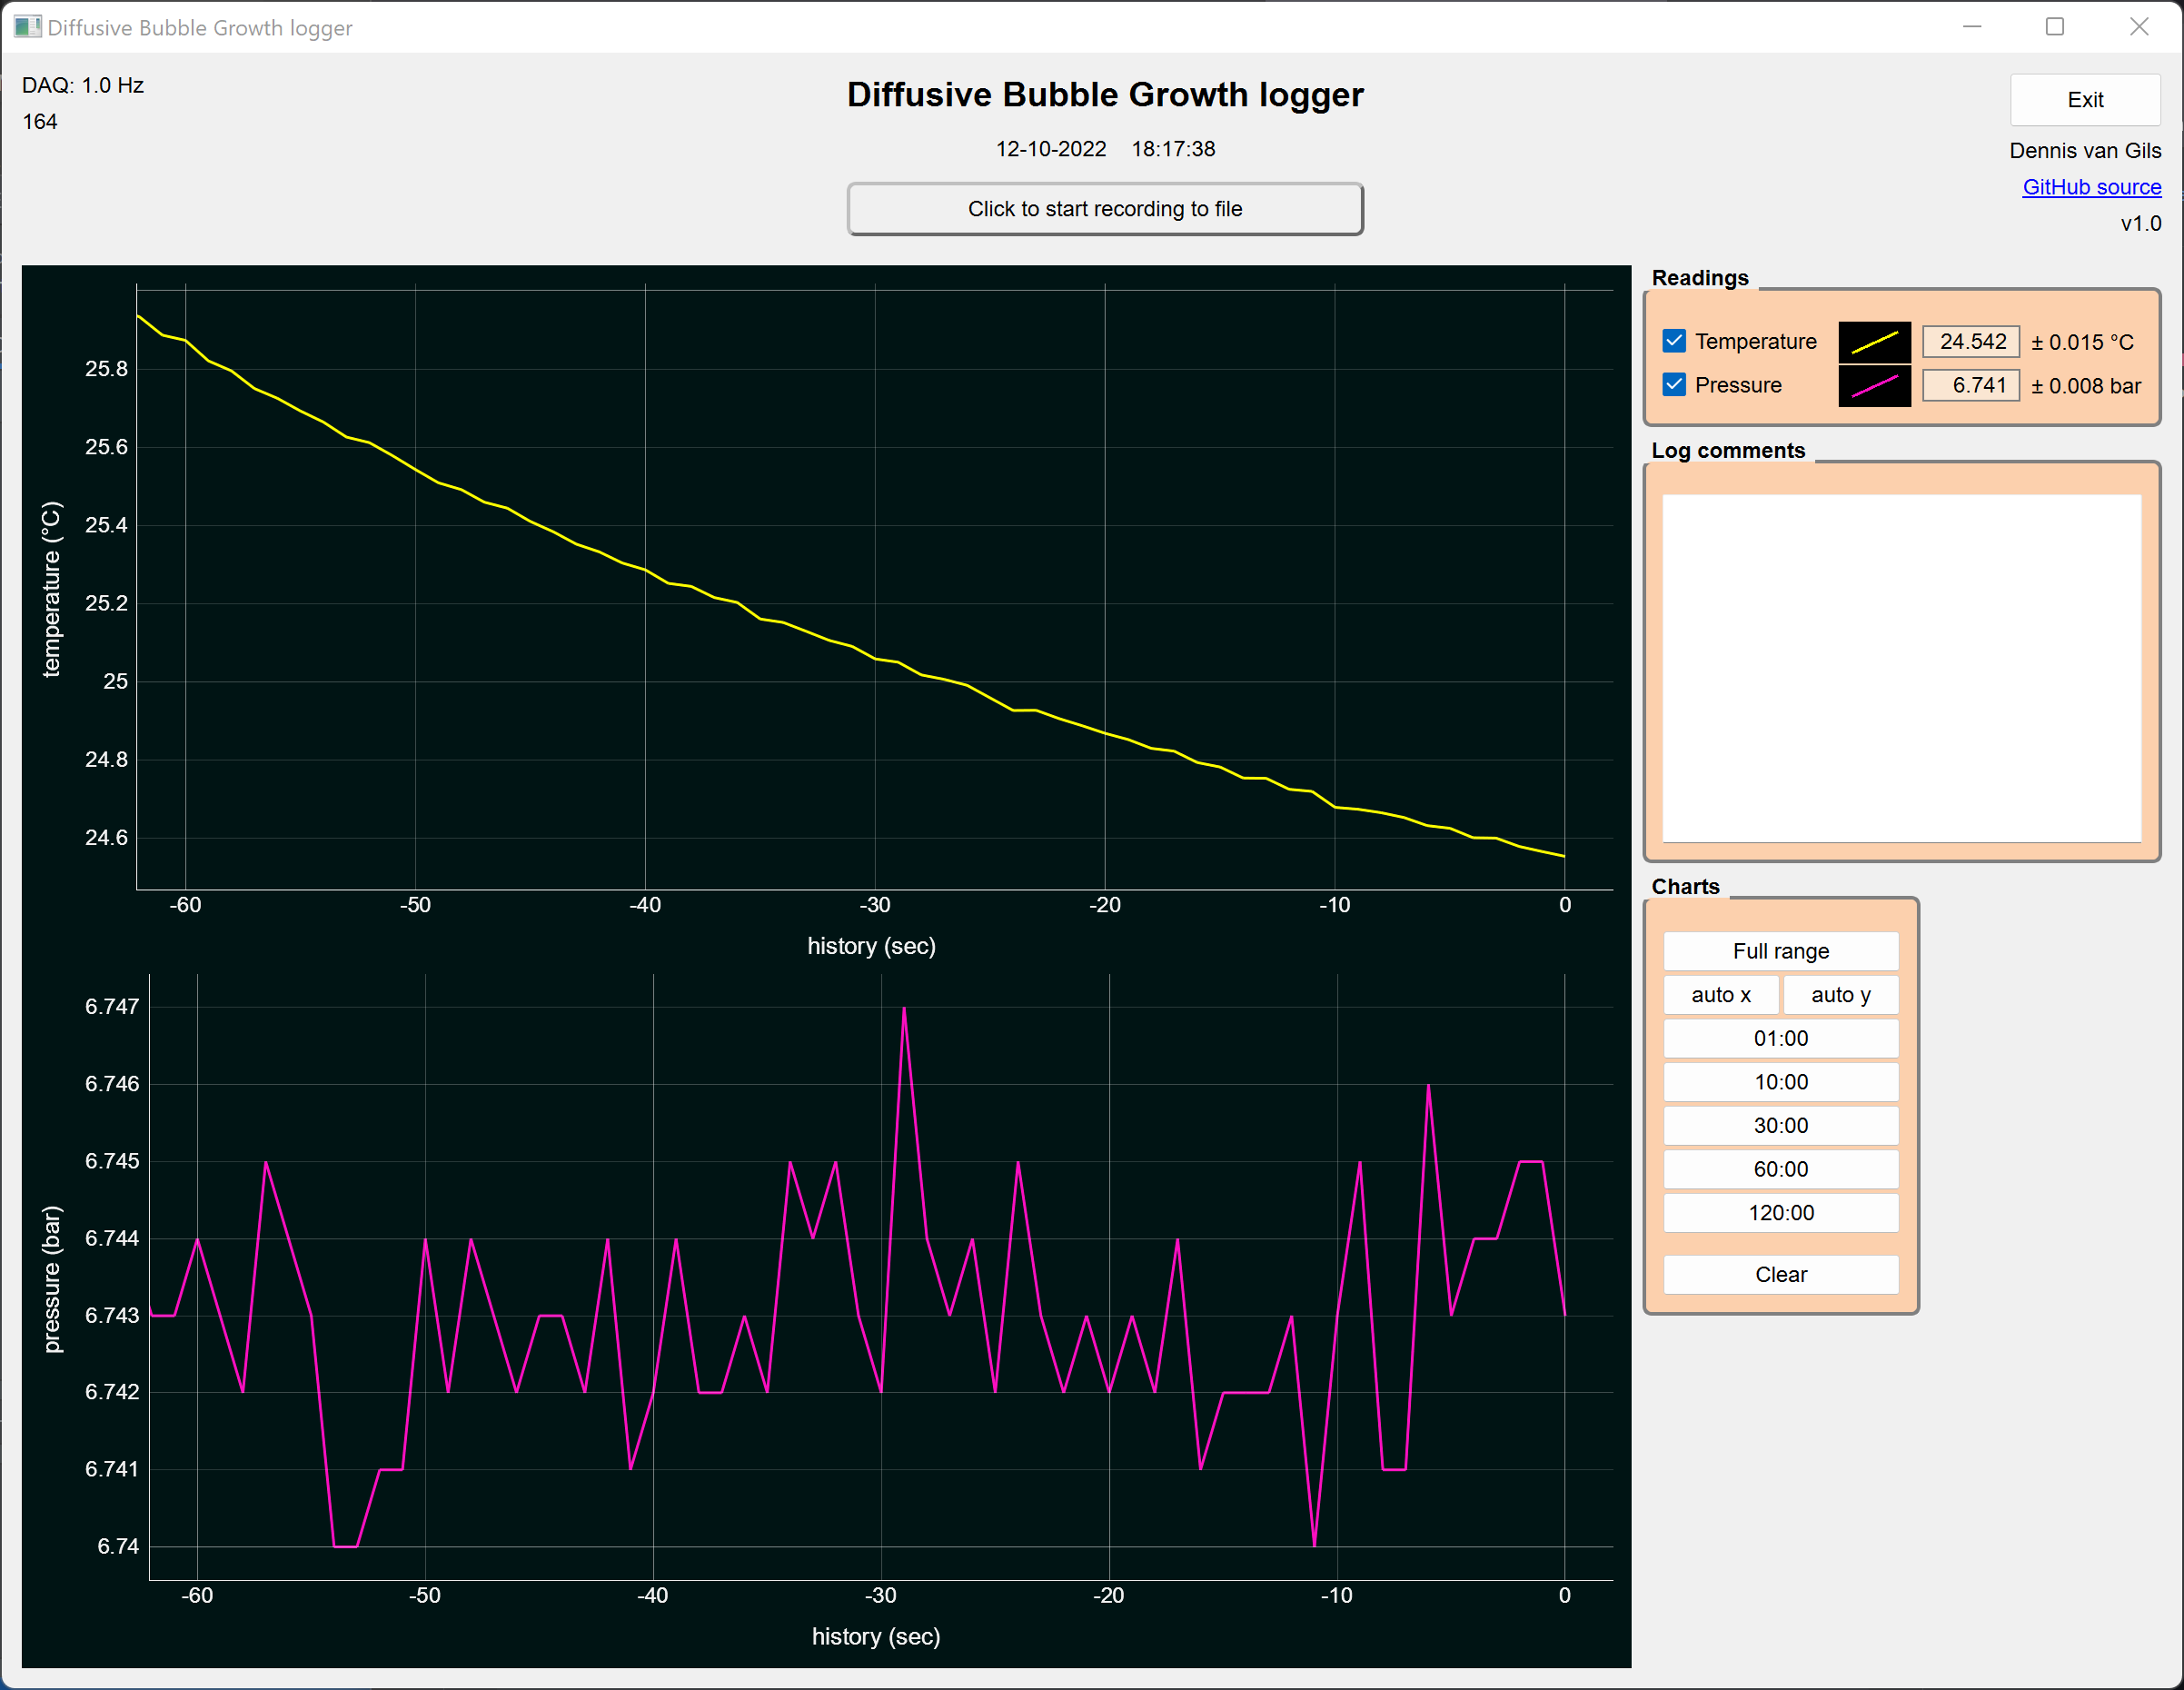 Diffusive Bubble Growth logger
DAQ: 1.0 Hz
164
Diffusive Bubble Growth logger
12-10-2022 18:17:38
Click to start recording to file
Exit
Dennis van Gils
GitHub source
v1.0
temperature (°C)
25.8
25.6
25.4
25.2
25
24.8
24.6
-60 -50 -40 -30 -20 -10 0
history (sec)
pressure (bar)
6.747
6.746
6.745
6.744
6.743
6.742
6.741
6.74
-60 -50 -40 -30 -20 -10 0
history (sec)
Readings
Temperature 24.542 ± 0.015 °C
Pressure 6.741 ± 0.008 bar
Log comments
Charts
Full range
auto x auto y
01:00
10:00
30:00
60:00
120:00
Clear